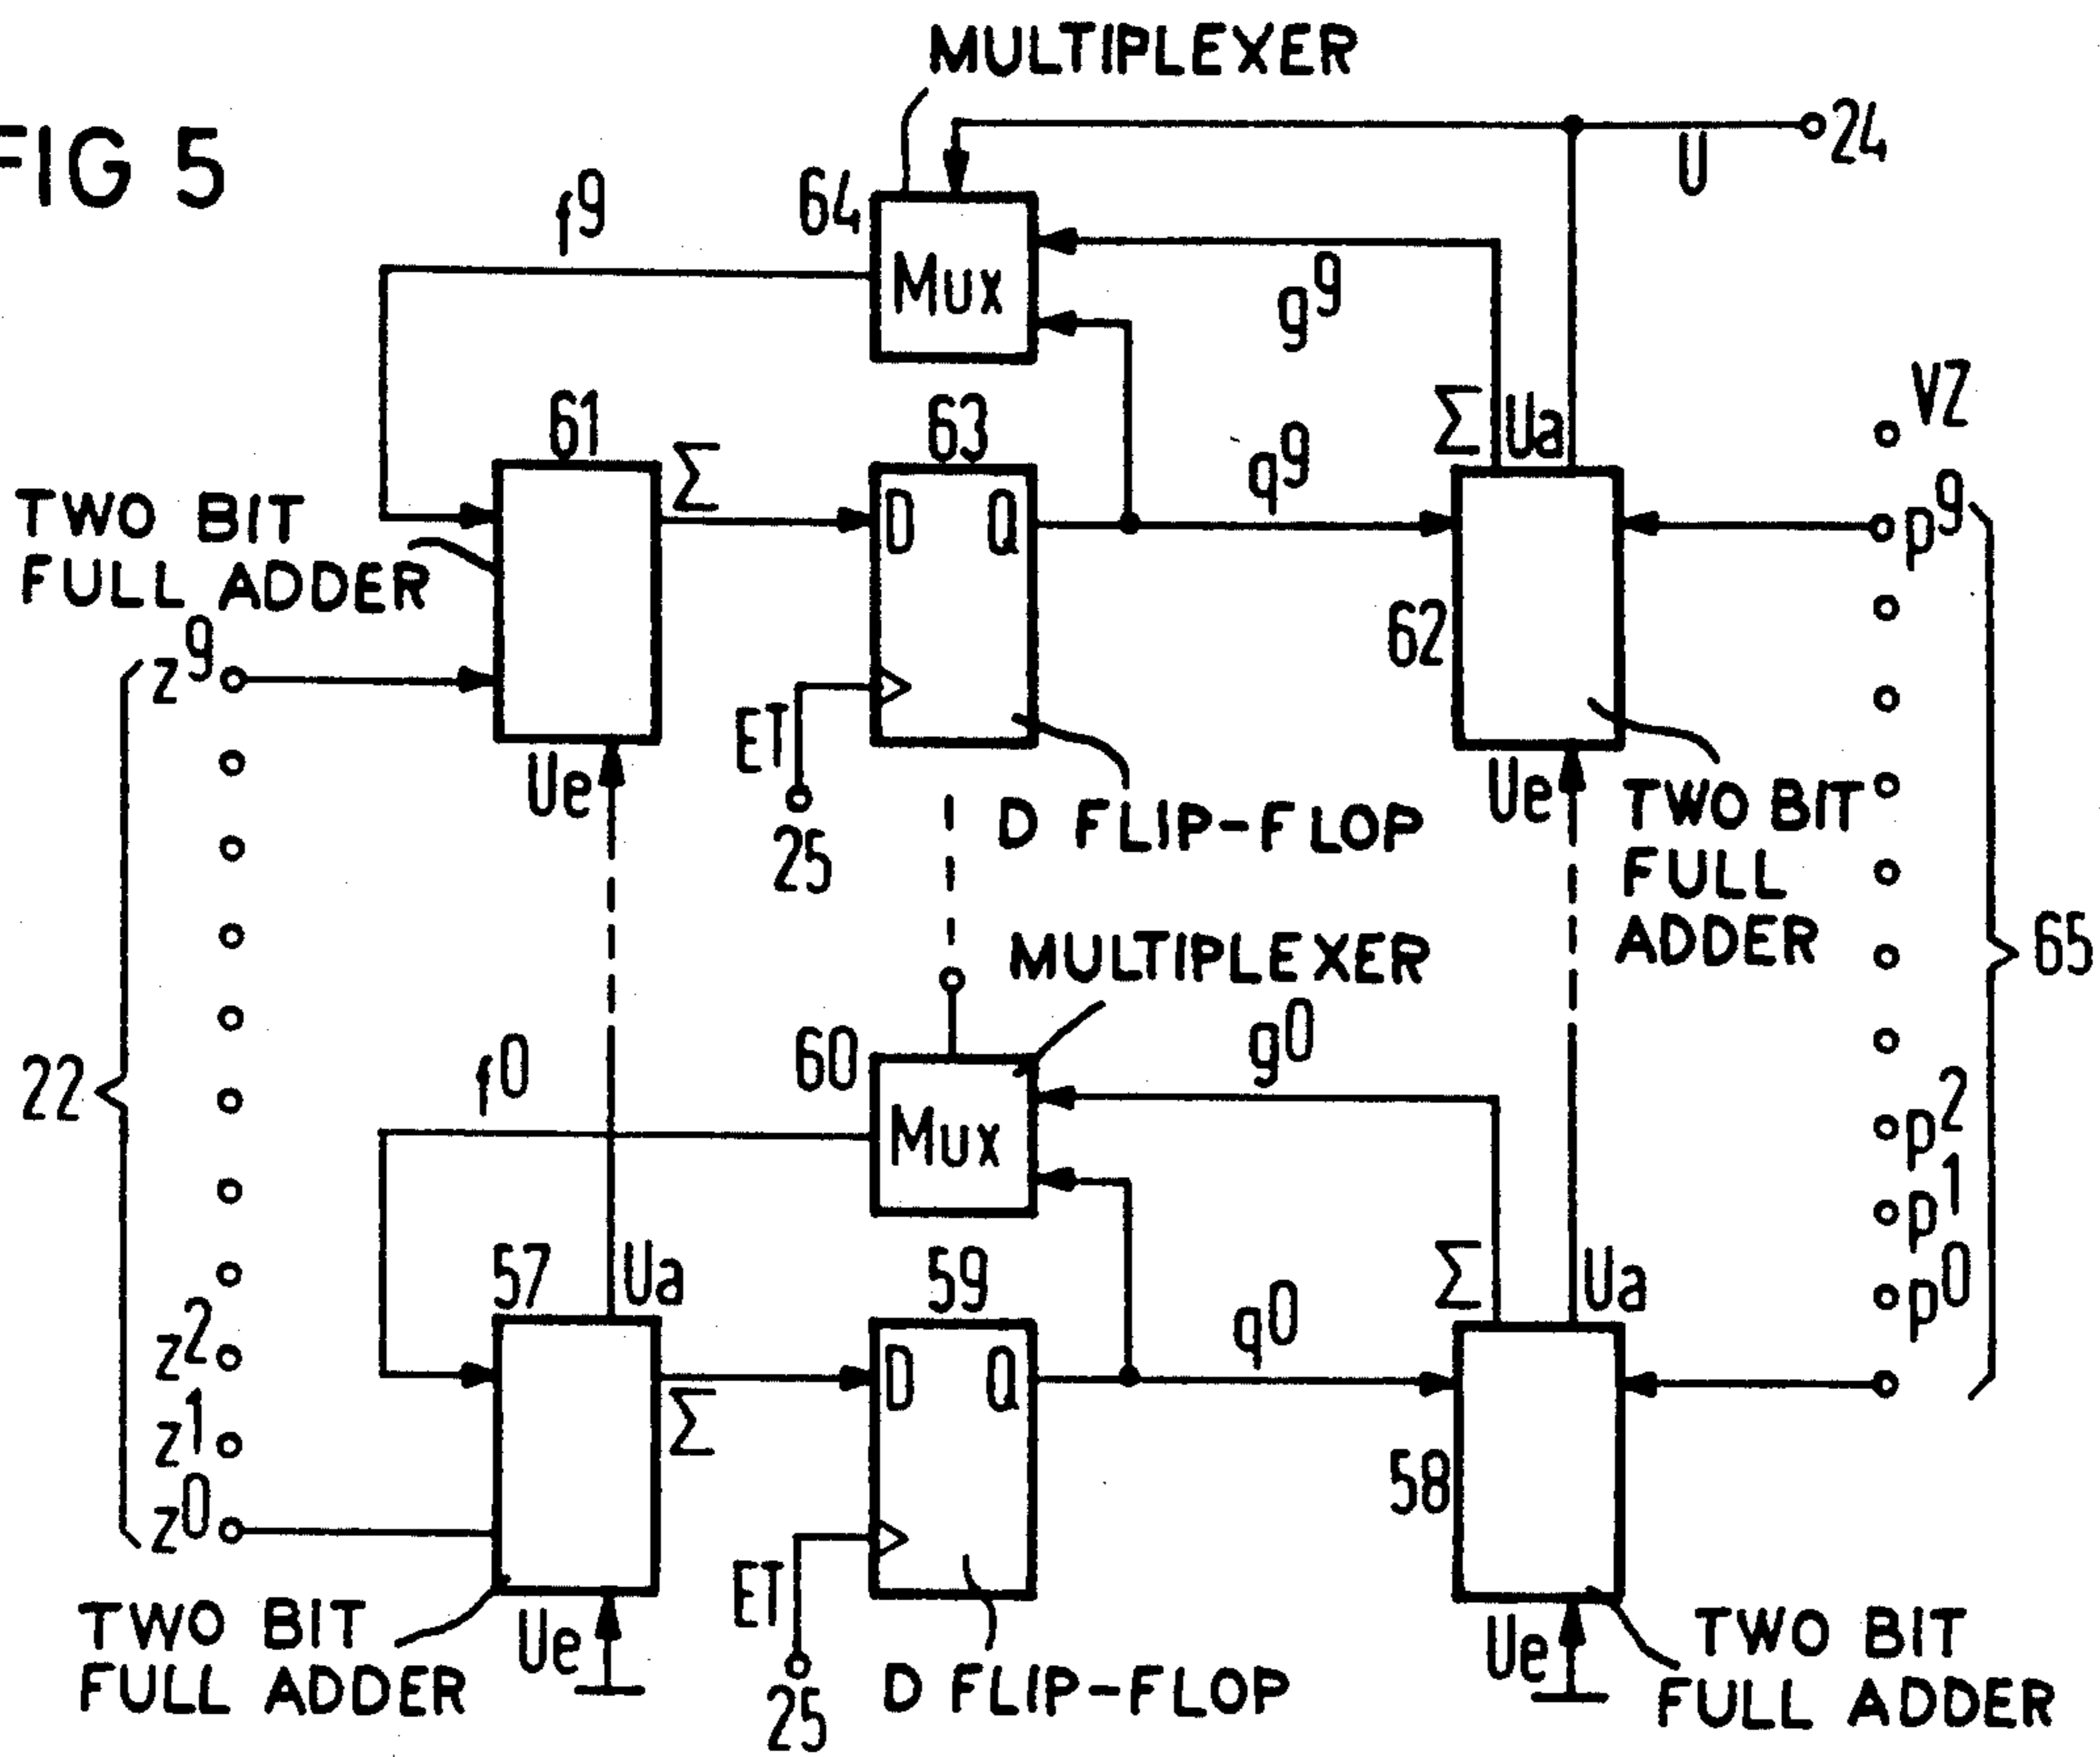 MULTIPLEXER
FIG 5
24
U
f9
64
Mux
g9
VZ
61
Σ
63
q9
Σ
Ua
p9
TWO BIT
FULL ADDER
D
Q
62
z9
ET
Ue
25
D FLIP-FLOP
Ue
TWO BIT
FULL
ADDER
65
MULTIPLEXER
22
f0
60
Mux
g0
p2
p1
p0
57
Ua
59
q0
Σ
Ua
z2
z1
z0
Σ
D
Q
58
ET
Ue
25
TWO BIT
FULL ADDER
D FLIP-FLOP
Ue
TWO BIT
FULL ADDER